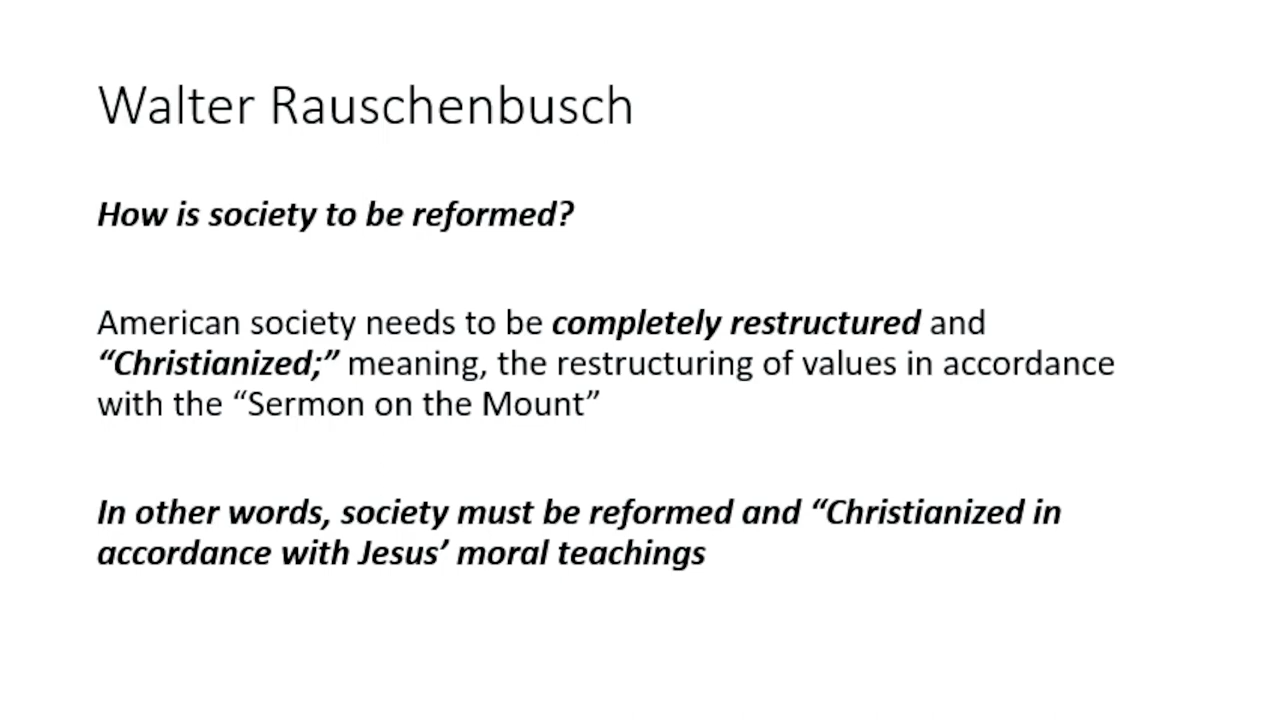 Walter Rauschenbusch
How is society to be reformed?
American society needs to be completely restructured and
“Christianized;” meaning, the restructuring of values in accordance
with the “Sermon on the Mount”
In other words, society must be reformed and “Christianized in
accordance with Jesus’ moral teachings